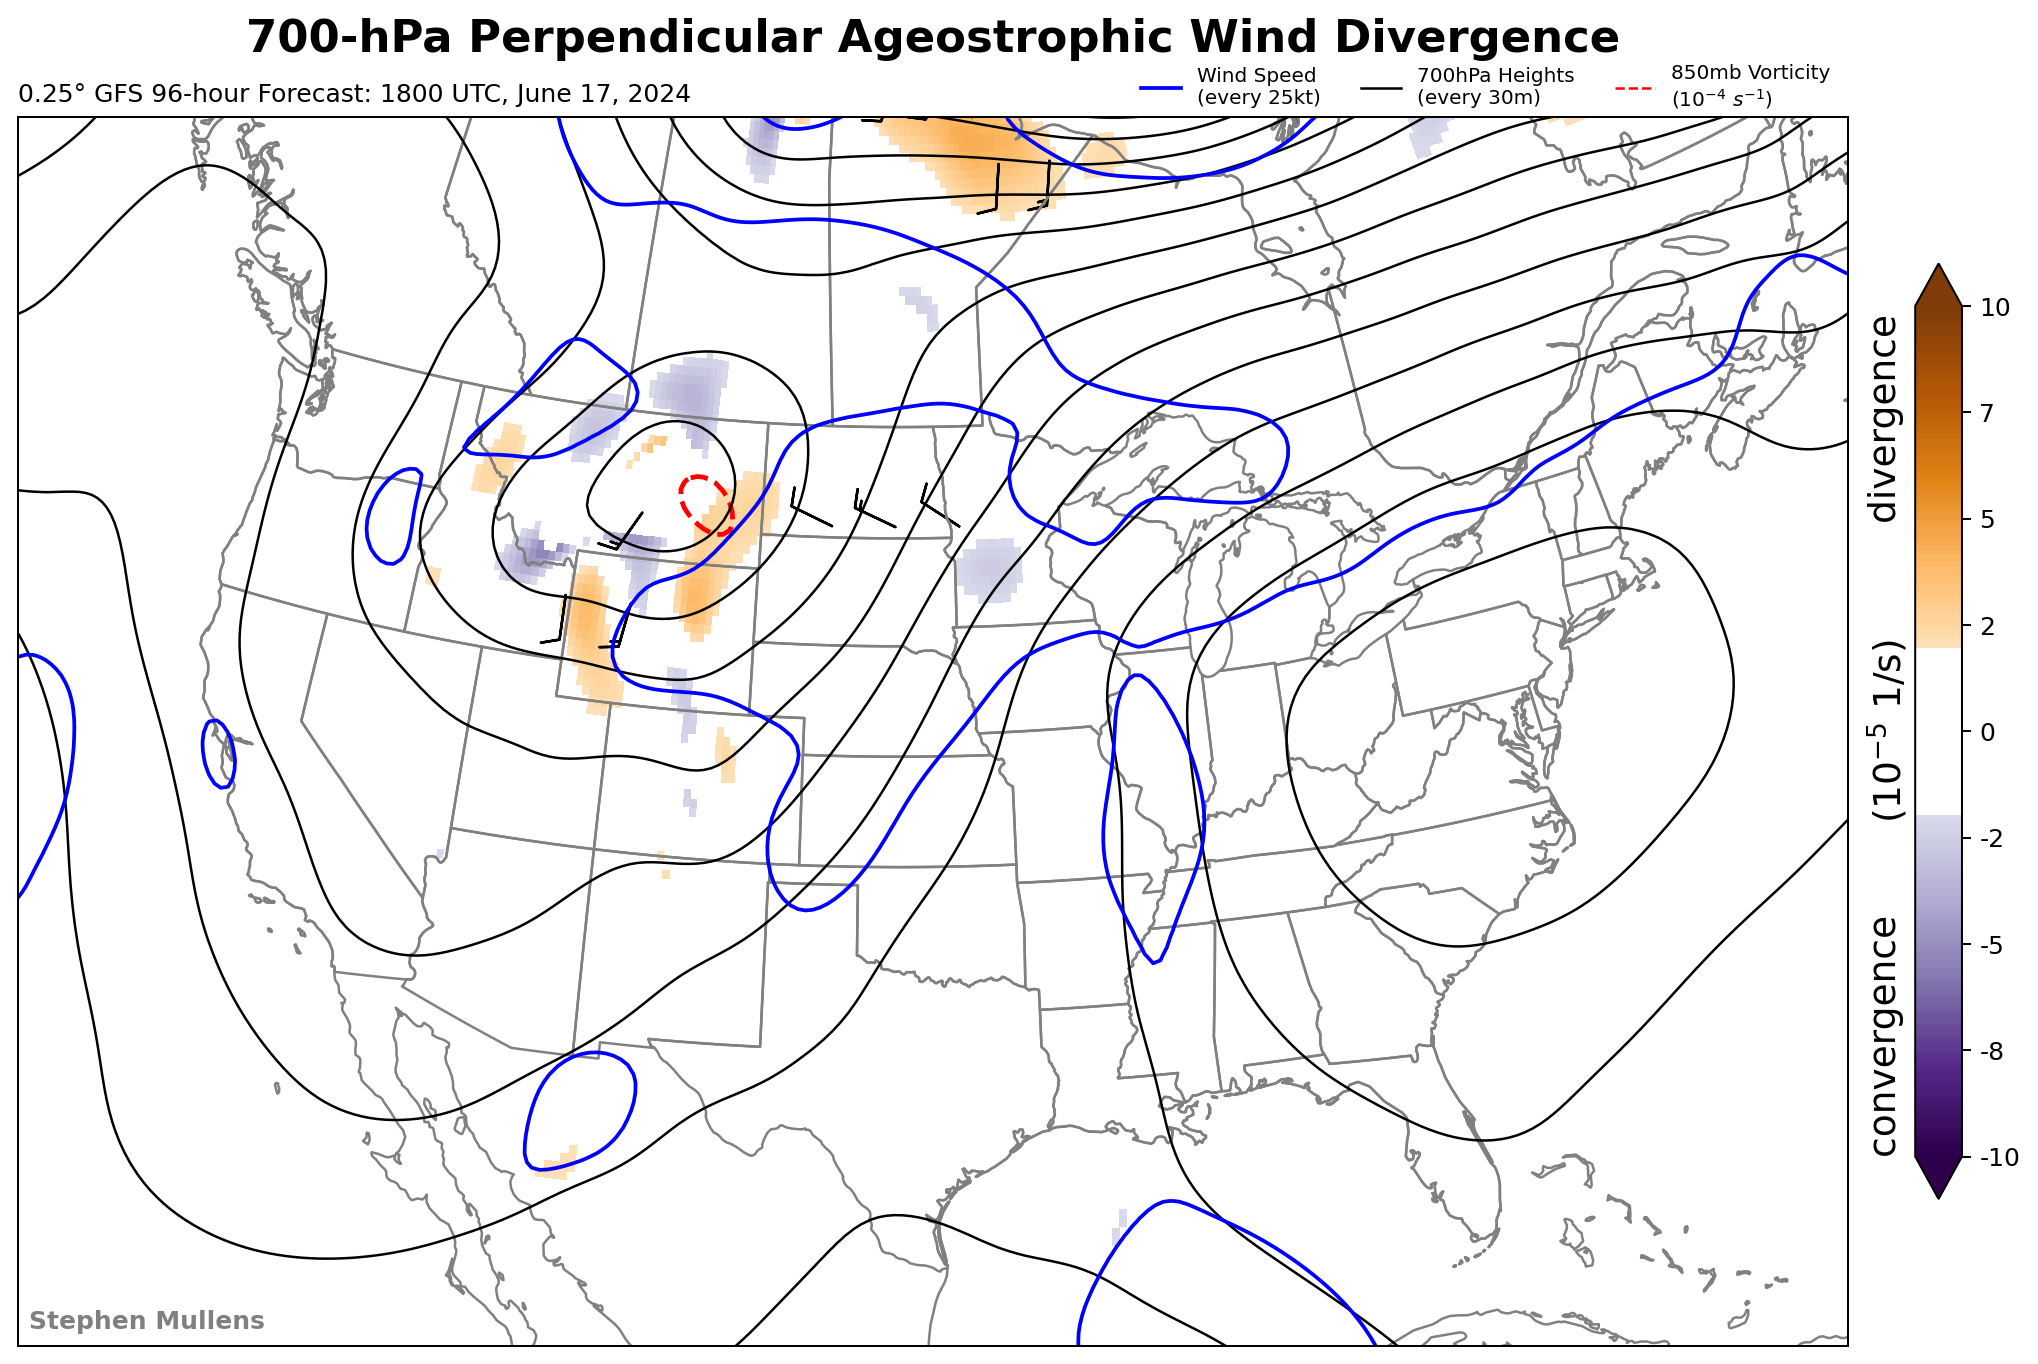 700-hPa Perpendicular Ageostrophic Wind Divergence
0.25° GFS 96-hour Forecast: 1800 UTC, June 17, 2024
Wind Speed
(every 25kt)
700hPa Heights
(every 30m)
850mb Vorticity
(10⁻⁴ s⁻¹)
10
7
5
2
0
-2
-5
-8
-10
convergence (10⁻⁵ 1/s) divergence
Stephen Mullens